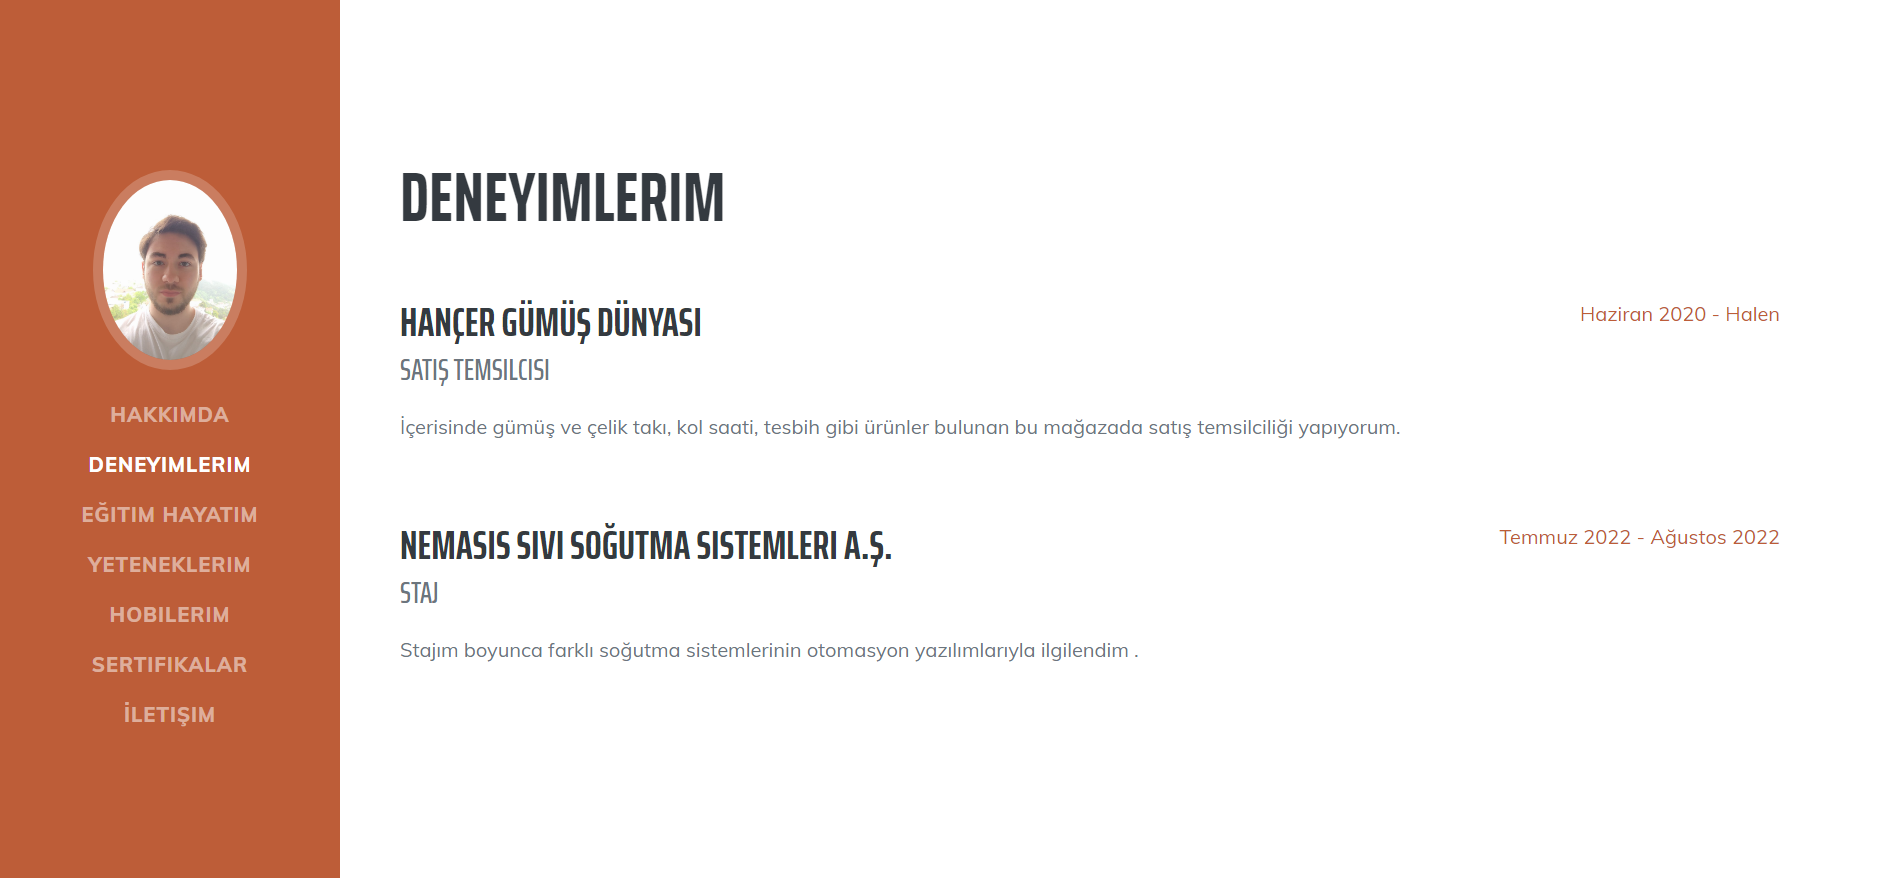 HAKKIMDA
DENEYIMLERIM
EĞITIM HAYATIM
YETENEKLERIM
HOBILERIM
SERTIFIKALAR
İLETIŞIM
DENEYIMLERIM
HANÇER GÜMÜŞ DÜNYASI
Haziran 2020 - Halen
SATIŞ TEMSILCISI
İçerisinde gümüş ve çelik takı, kol saati, tesbih gibi ürünler bulunan bu mağazada satış temsilciliği yapıyorum.
NEMASIS SIVI SOĞUTMA SISTEMLERI A.Ş.
Temmuz 2022 - Ağustos 2022
STAJ
Stajım boyunca farklı soğutma sistemlerinin otomasyon yazılımlarıyla ilgilendim .